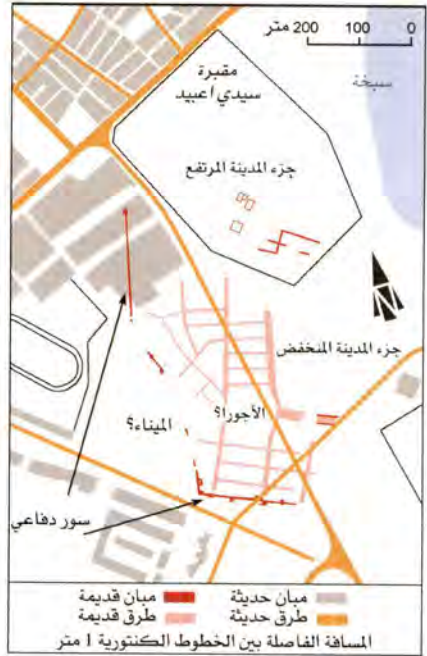 200 100 0 متر
مقبرة
سيدي اعبيد
سبخة
جزء المدينة المرتفع
N
جزء المدينة المنخفض
الأجورا؟
الميناء؟
سور دفاعي
مبان حديثة
مبان قديمة
طرق حديثة
طرق قديمة
المسافة الفاصلة بين الخطوط الكنتورية 1 متر